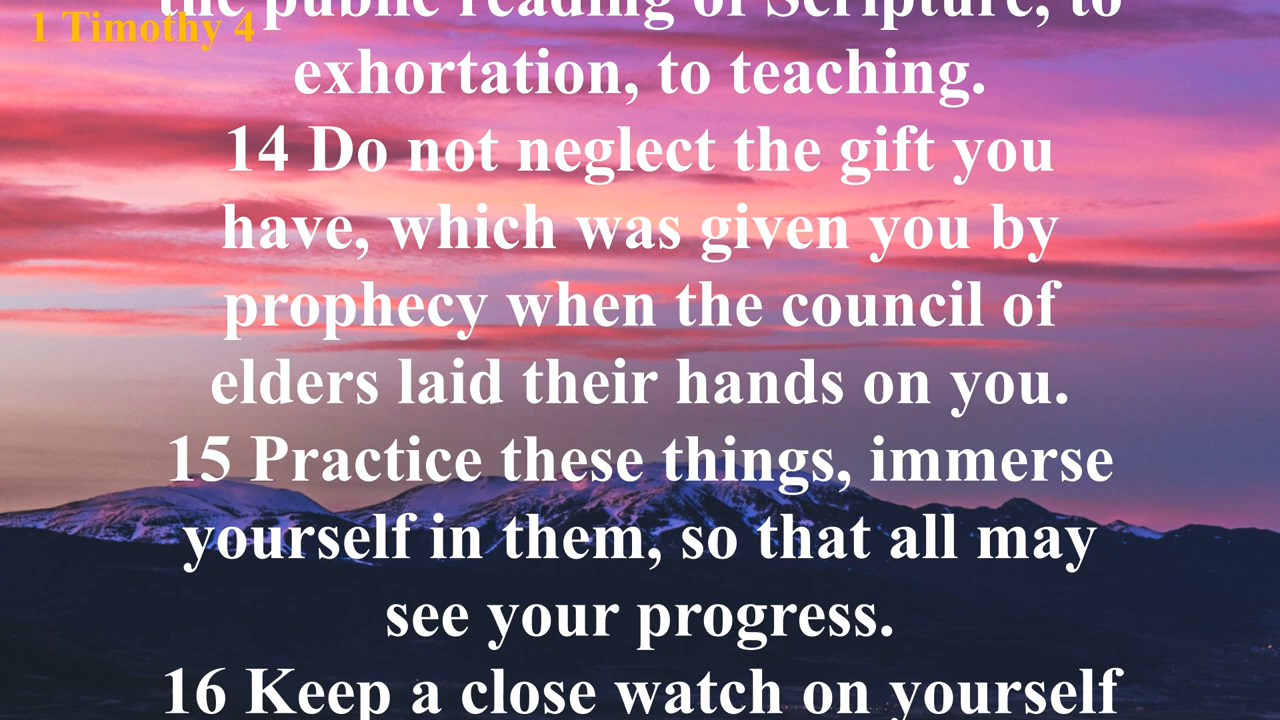 the public reading of Scripture, to
1 Timothy 4
exhortation, to teaching.
14 Do not neglect the gift you
have, which was given you by
prophecy when the council of
elders laid their hands on you.
15 Practice these things, immerse
yourself in them, so that all may
see your progress.
16 Keep a close watch on yourself